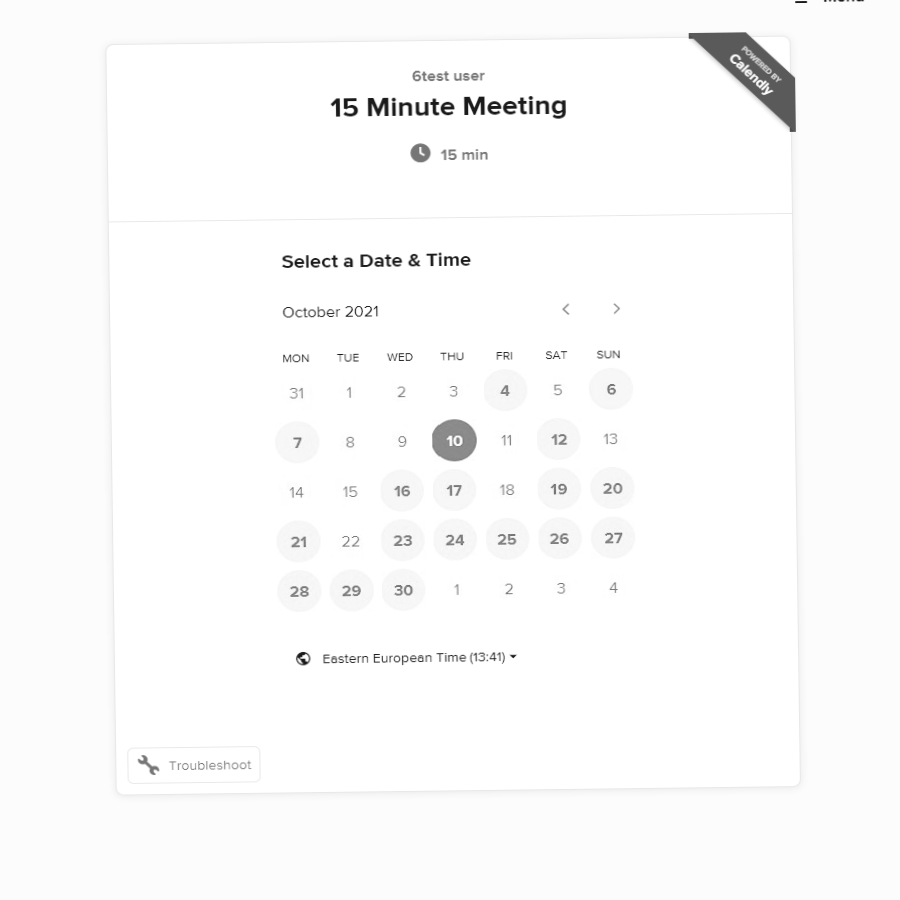 POWERED BY
Calendly
6test user
15 Minute Meeting
15 min
Select a Date & Time
October 2021
MON TUE WED THU FRI SAT SUN
31 1 2 3 4 5 6
7 8 9 10 11 12 13
14 15 16 17 18 19 20
21 22 23 24 25 26 27
28 29 30 1 2 3 4
Eastern European Time (13:41)
Troubleshoot